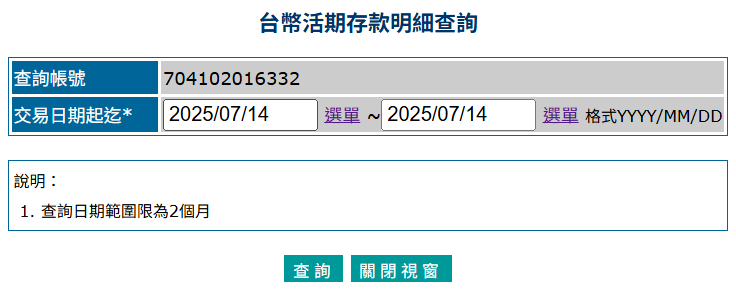 台幣活期存款明細查詢
查詢帳號 704102016332
交易日期起迄* 2025/07/14 選單 ~ 2025/07/14 選單 格式YYYY/MM/DD
說明：
1. 查詢日期範圍限為2個月
查詢 關閉視窗